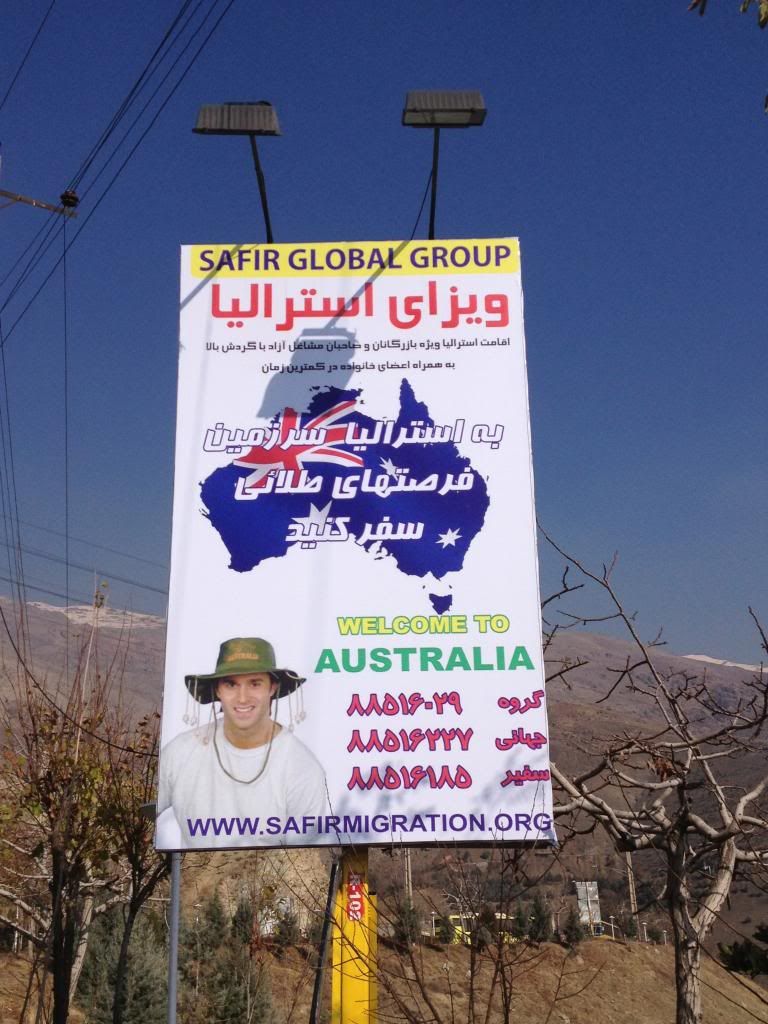 SAFIR GLOBAL GROUP
ویزای استرالیا
اقامت استرالیا ویژه بازرگانان و صاحبان مشاغل آزاد با گردش بالا
به همراه اعضای خانواده در کمترین زمان
به استرالیا سرزمین
فرصتهای طلائی
سفر کنید
WELCOME TO
AUSTRALIA
AUSTRALIA
گروه ۸۸۵۱۶۰۲۹
جهانی ۸۸۵۱۶۲۲۷
سفیر ۸۸۵۱۶۱۸۵
WWW.SAFIRMIGRATION.ORG